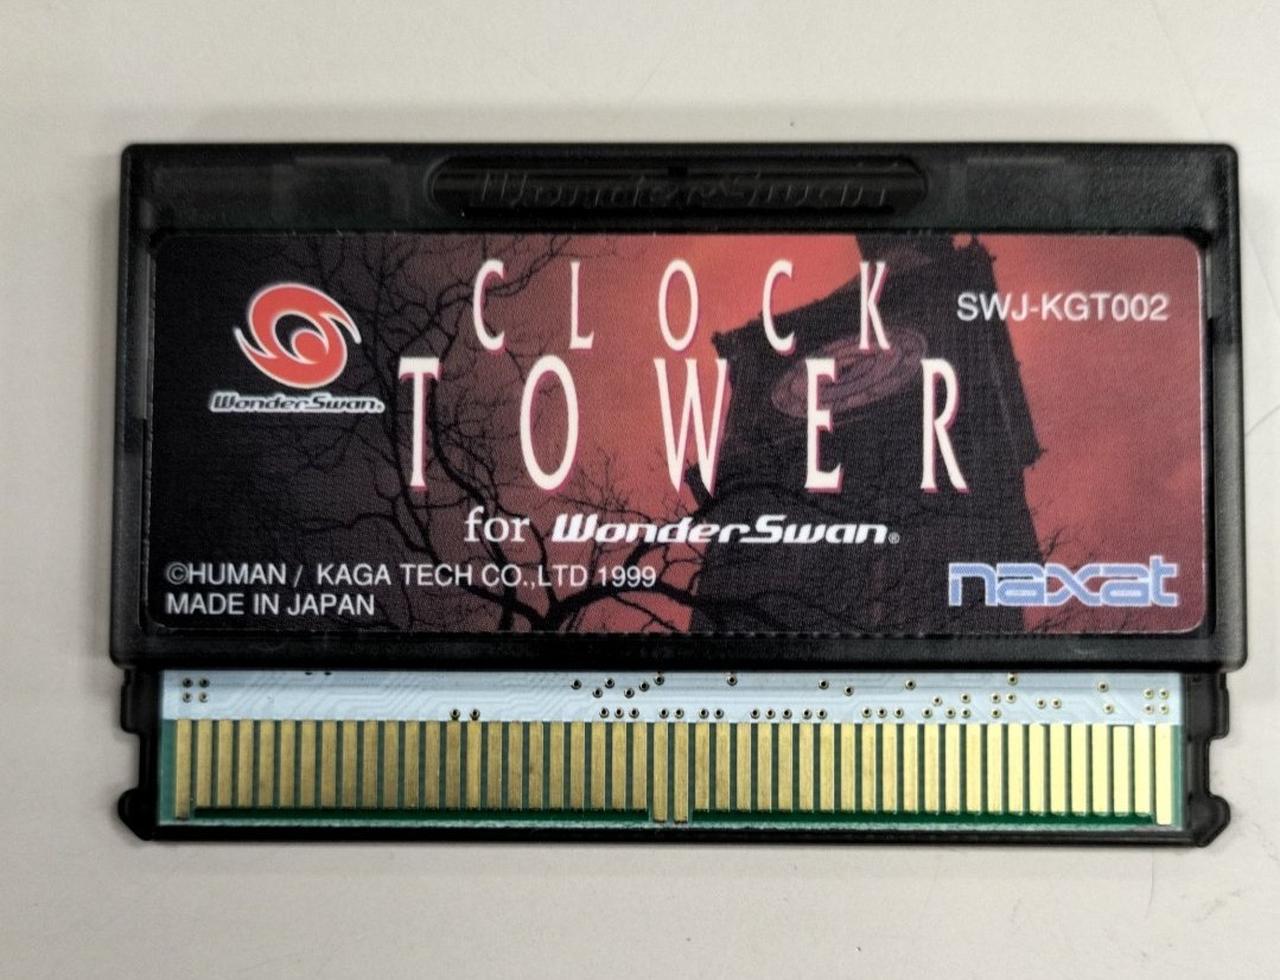 WonderSwan
CLOCK
SWJ-KGT002
TOWER
WonderSwan.
for WonderSwan®
©HUMAN / KAGA TECH CO.,LTD 1999
MADE IN JAPAN
naxat